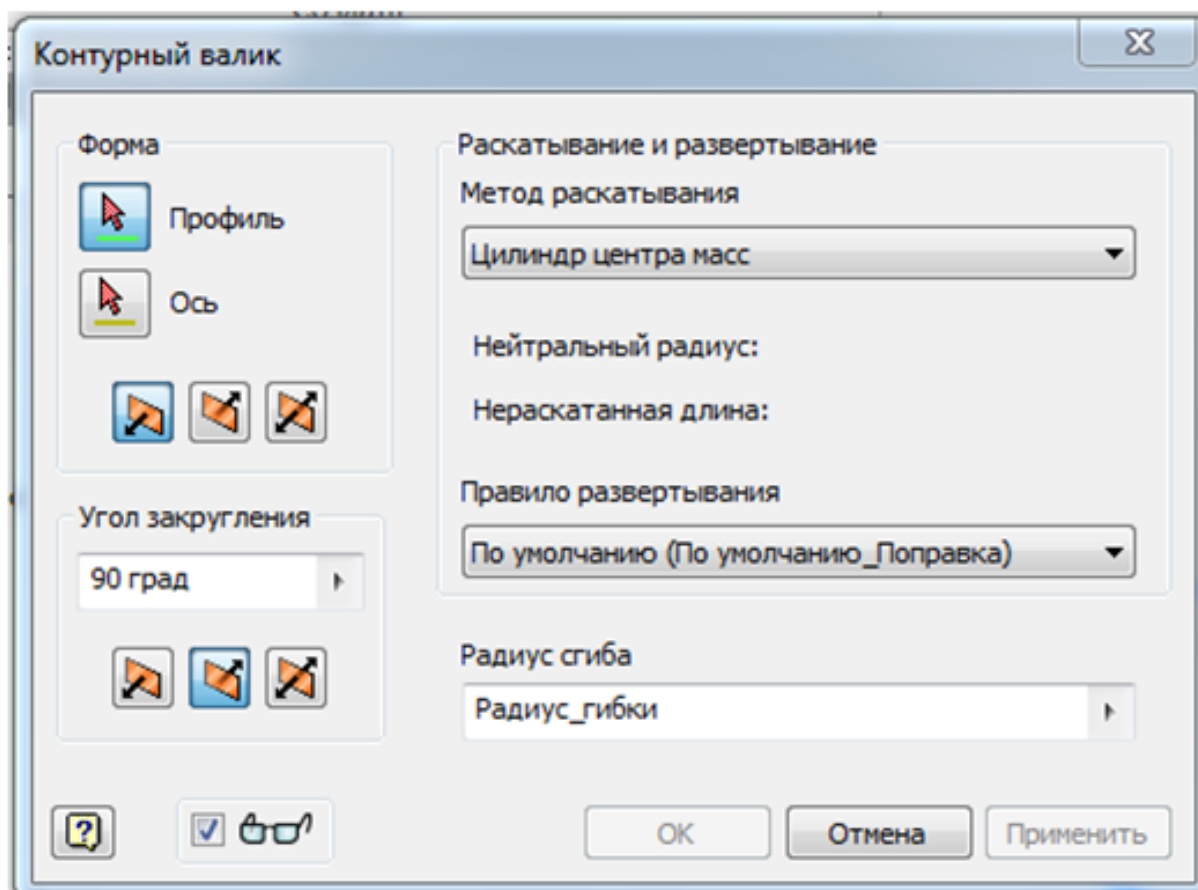 Контурный валик
Форма
Профиль
Ось
Угол закругления
90 град
Раскатывание и развертывание
Метод раскатывания
Цилиндр центра масс
Нейтральный радиус:
Нераскатанная длина:
Правило развертывания
По умолчанию (По умолчанию_Поправка)
Радиус сгиба
Радиус_гибки
?
OK
Отмена
Применить